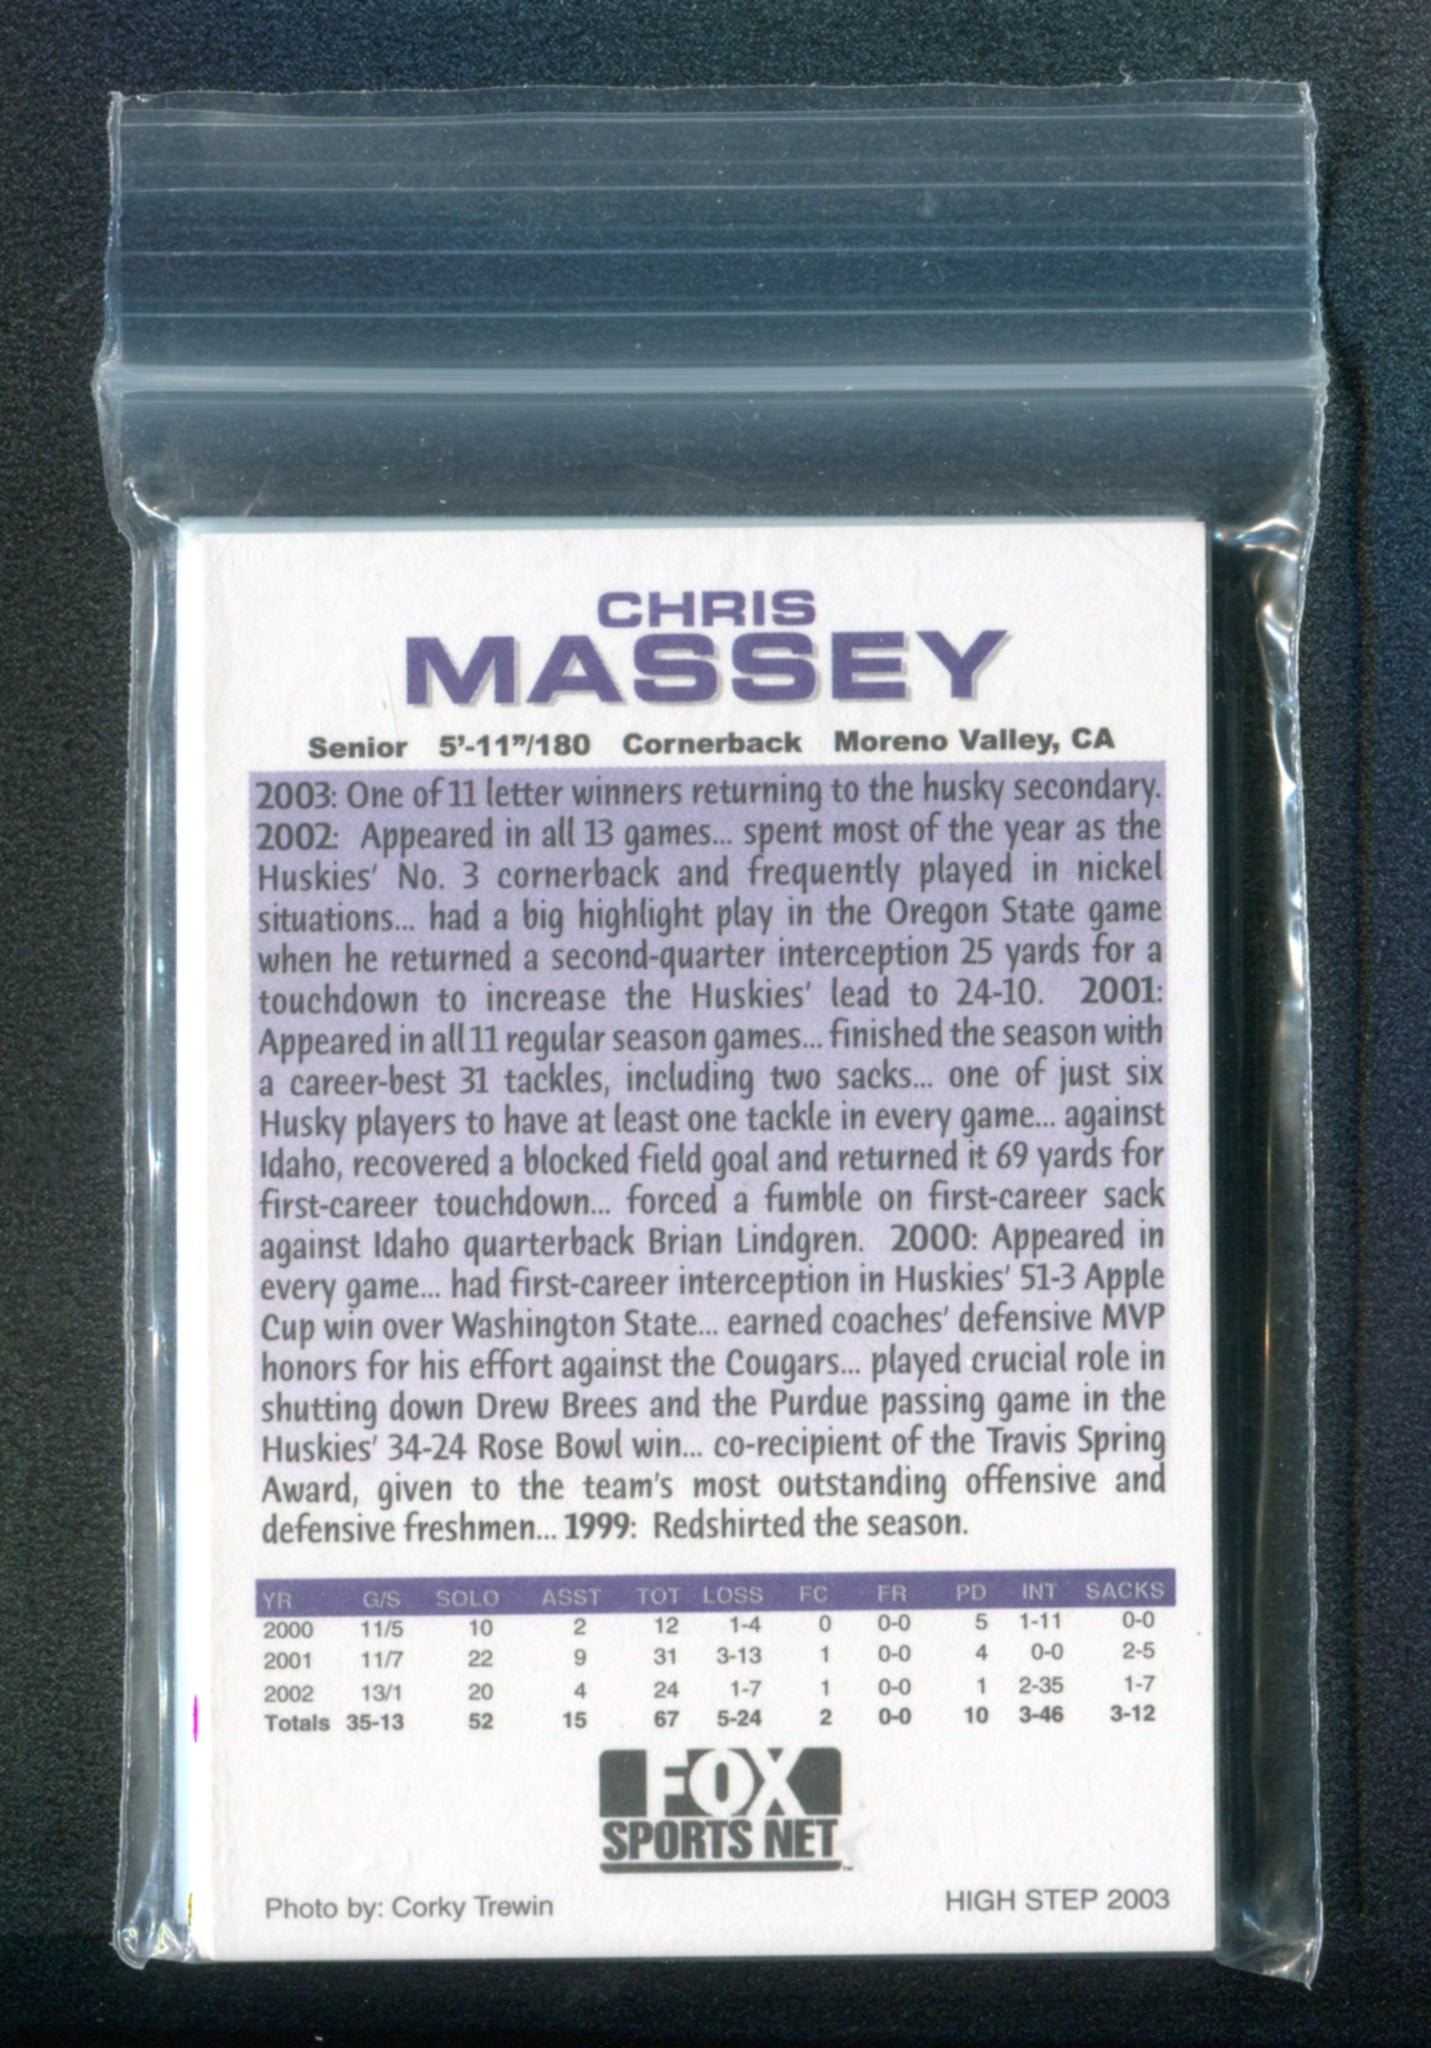 CHRIS
MASSEY
Senior 5'-11"/180 Cornerback Moreno Valley, CA
2003: One of 11 letter winners returning to the husky secondary.
2002: Appeared in all 13 games... spent most of the year as the
Huskies' No. 3 cornerback and frequently played in nickel
situations... had a big highlight play in the Oregon State game
when he returned a second-quarter interception 25 yards for a
touchdown to increase the Huskies' lead to 24-10. 2001:
Appeared in all 11 regular season games... finished the season with
a career-best 31 tackles, including two sacks... one of just six
Husky players to have at least one tackle in every game... against
Idaho, recovered a blocked field goal and returned it 69 yards for
first-career touchdown... forced a fumble on first-career sack
against Idaho quarterback Brian Lindgren. 2000: Appeared in
every game... had first-career interception in Huskies' 51-3 Apple
Cup win over Washington State... earned coaches' defensive MVP
honors for his effort against the Cougars... played crucial role in
shutting down Drew Brees and the Purdue passing game in the
Huskies' 34-24 Rose Bowl win... co-recipient of the Travis Spring
Award, given to the team's most outstanding offensive and
defensive freshmen... 1999: Redshirted the season.
YR G/S SOLO ASST TOT LOSS FC FR PD INT SACKS
2000 11/5 10 2 12 1-4 0 0-0 5 1-11 0-0
2001 11/7 22 9 31 3-13 1 0-0 4 0-0 2-5
2002 13/1 20 4 24 1-7 1 0-0 1 2-35 1-7
Totals 35-13 52 15 67 5-24 2 0-0 10 3-46 3-12
FOX
SPORTS NET™
Photo by: Corky Trewin HIGH STEP 2003